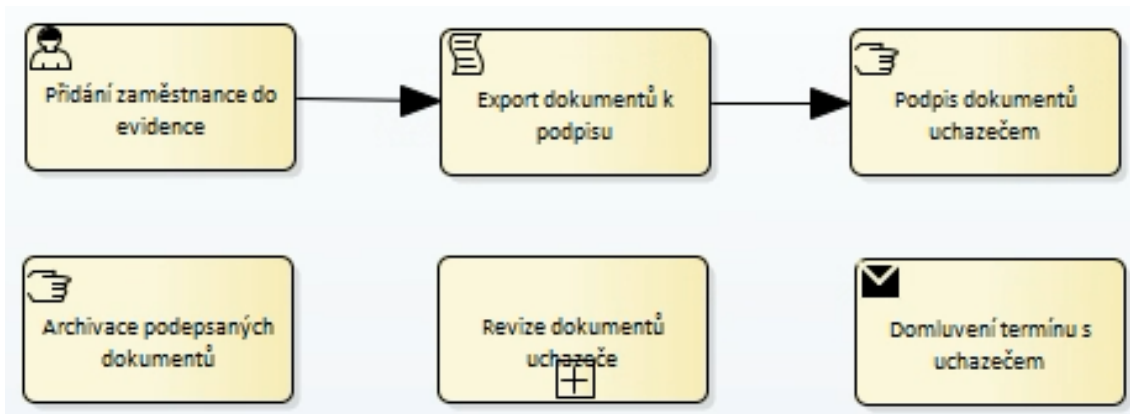 Přidání zaměstnance do
evidence
Export dokumentů k
podpisu
Podpis dokumentů
uchazečem
Archivace podepsaných
dokumentů
Revize dokumentů
uchazeče
Domluvení termínu s
uchazečem